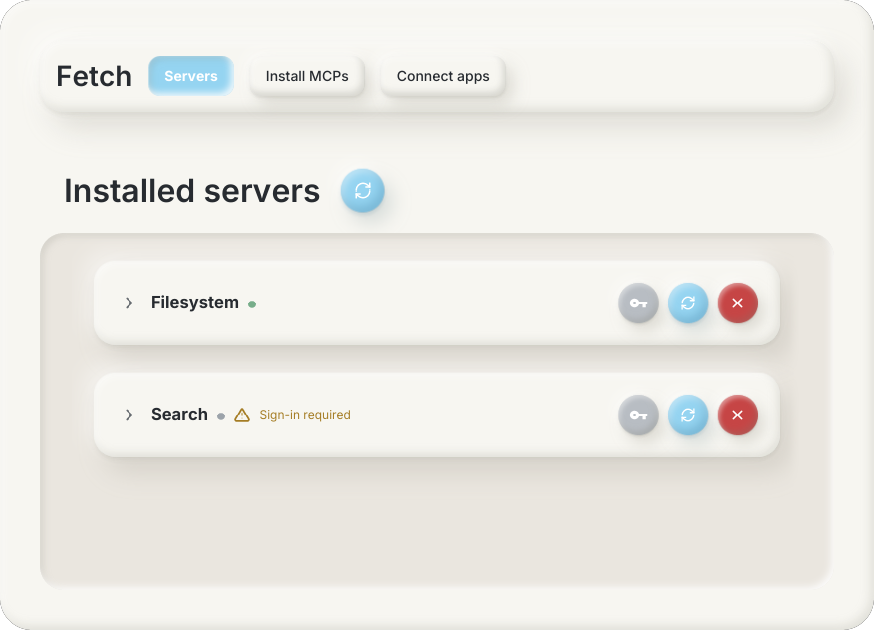 Fetch Servers Install MCPs Connect apps
Installed servers
Filesystem
Search Sign-in required